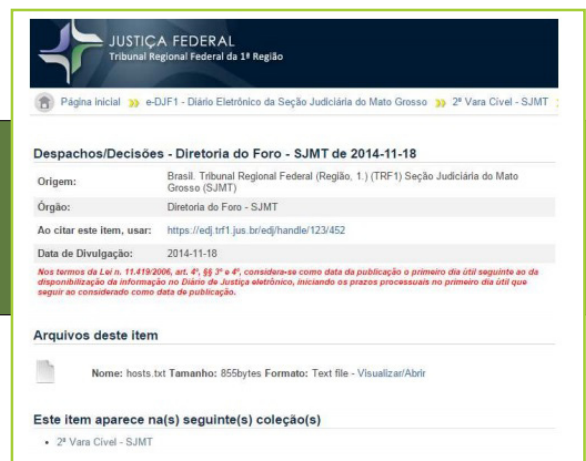 JUSTIÇA FEDERAL
Tribunal Regional Federal da 1ª Região
Página inicial » e-DJF1 - Diário Eletrônico da Seção Judiciária do Mato Grosso » 2ª Vara Cível - SJMT »
Despachos/Decisões - Diretoria do Foro - SJMT de 2014-11-18
Origem: Brasil. Tribunal Regional Federal (Região, 1.) (TRF1) Seção Judiciária do Mato
Grosso (SJMT)
Órgão: Diretoria do Foro - SJMT
Ao citar este item, usar: https://edj.trf1.jus.br/edj/handle/123/452
Data de Divulgação: 2014-11-18
Nos termos da Lei n. 11.419/2006, art. 4º, §§ 3º e 4º, considera-se como data da publicação o primeiro dia útil seguinte ao da
disponibilização da informação no Diário de Justiça eletrônico, iniciando os prazos processuais no primeiro dia útil que
seguir ao considerado como data de publicação.
Arquivos deste item
Nome: hosts.txt Tamanho: 855bytes Formato: Text file - Visualizar/Abrir
Este item aparece na(s) seguinte(s) coleção(s)
• 2ª Vara Cível - SJMT